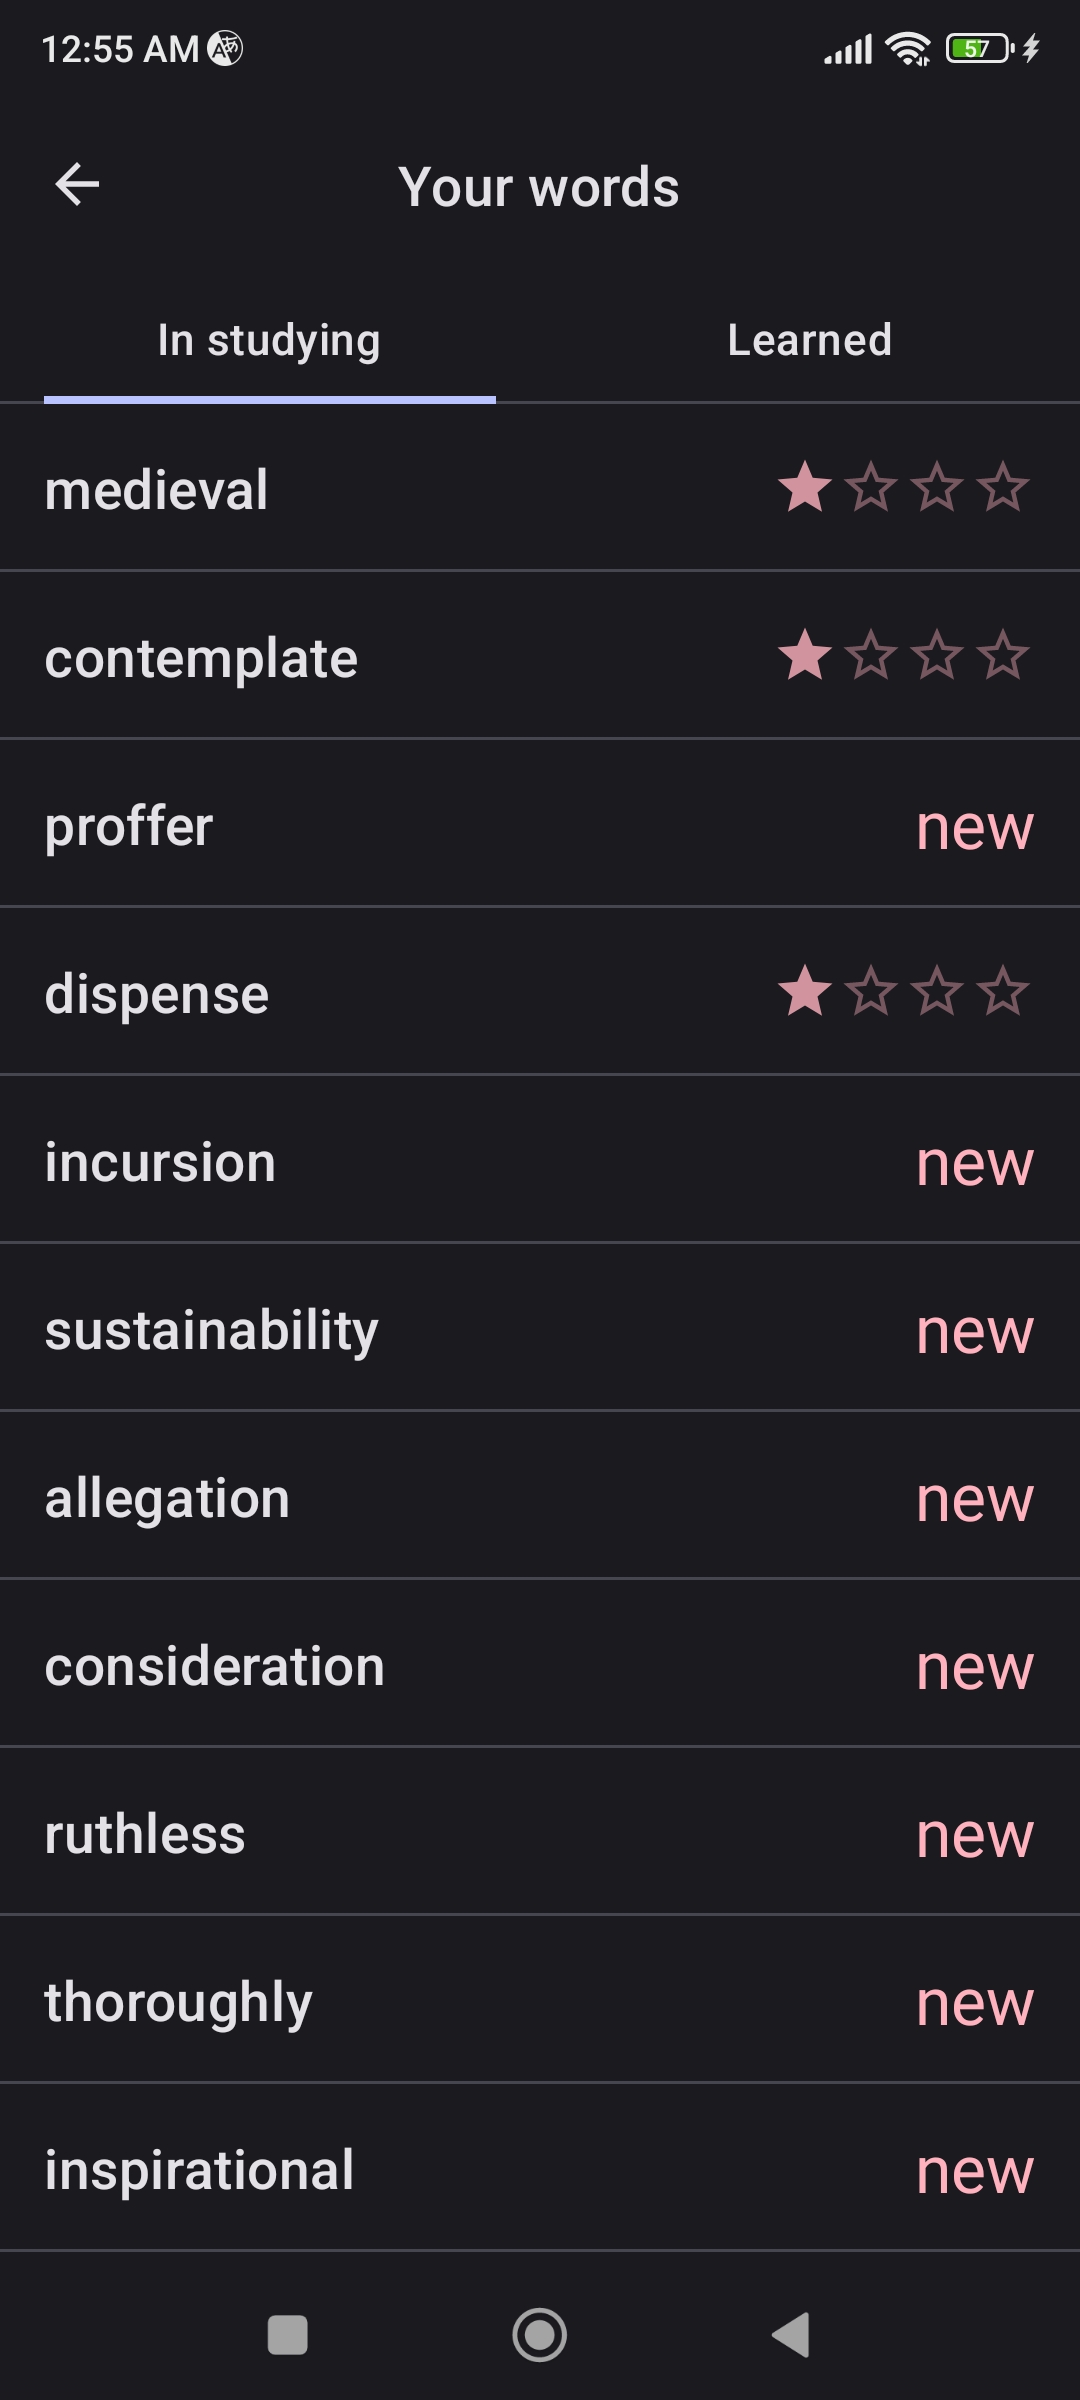 12:55 AM
57
Your words
In studying
Learned
medieval
contemplate
proffer
new
dispense
incursion
new
sustainability
new
allegation
new
consideration
new
ruthless
new
thoroughly
new
inspirational
new